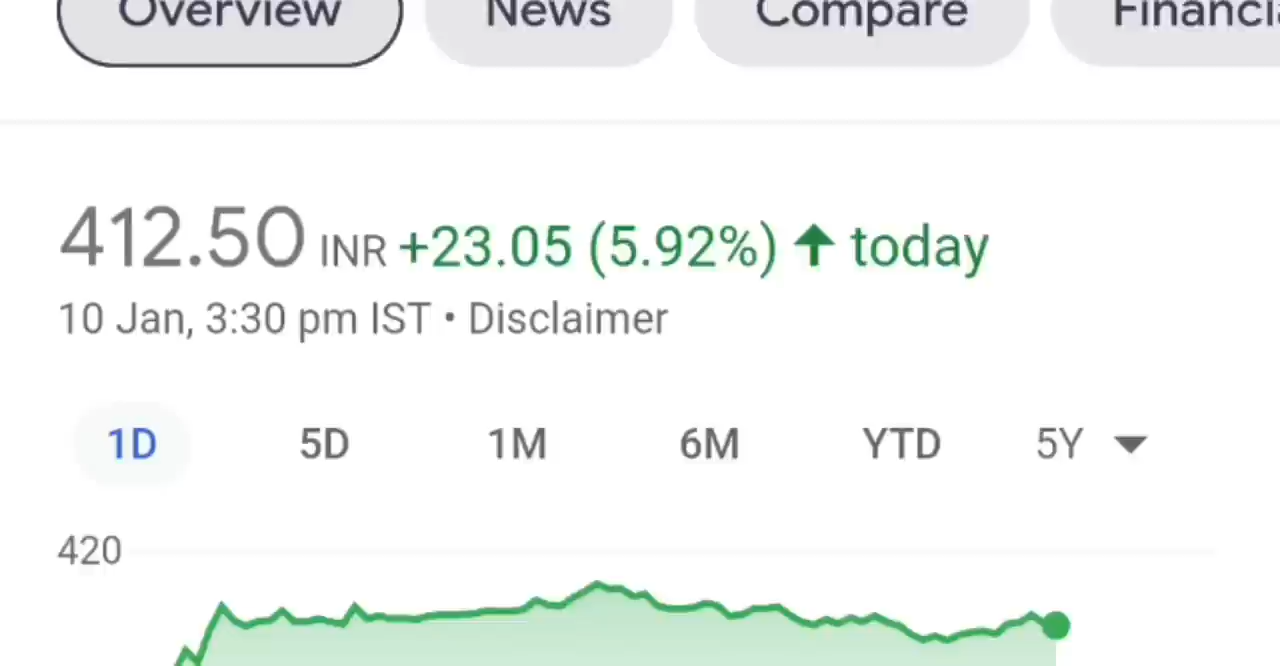 Overview News Compare Financia
412.50 INR +23.05 (5.92%) ↑ today
10 Jan, 3:30 pm IST • Disclaimer
1D 5D 1M 6M YTD 5Y
420